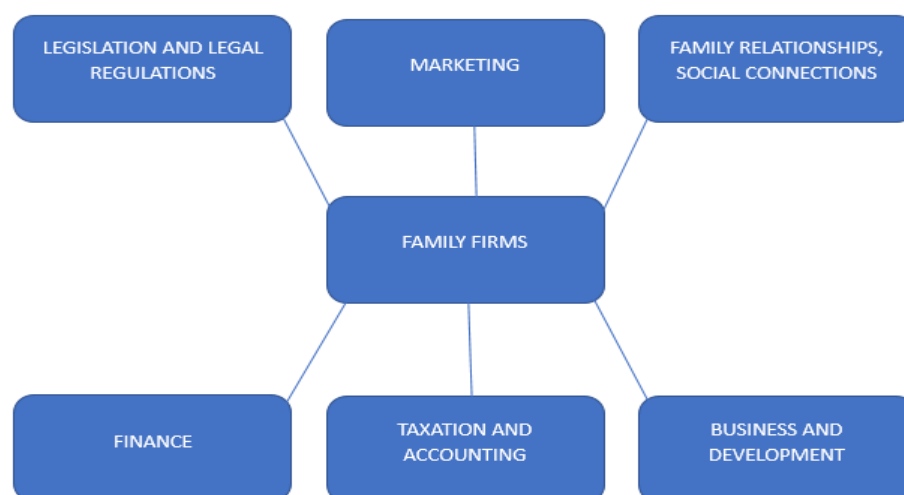 LEGISLATION AND LEGAL
REGULATIONS
MARKETING
FAMILY RELATIONSHIPS,
SOCIAL CONNECTIONS
FAMILY FIRMS
FINANCE
TAXATION AND
ACCOUNTING
BUSINESS AND
DEVELOPMENT